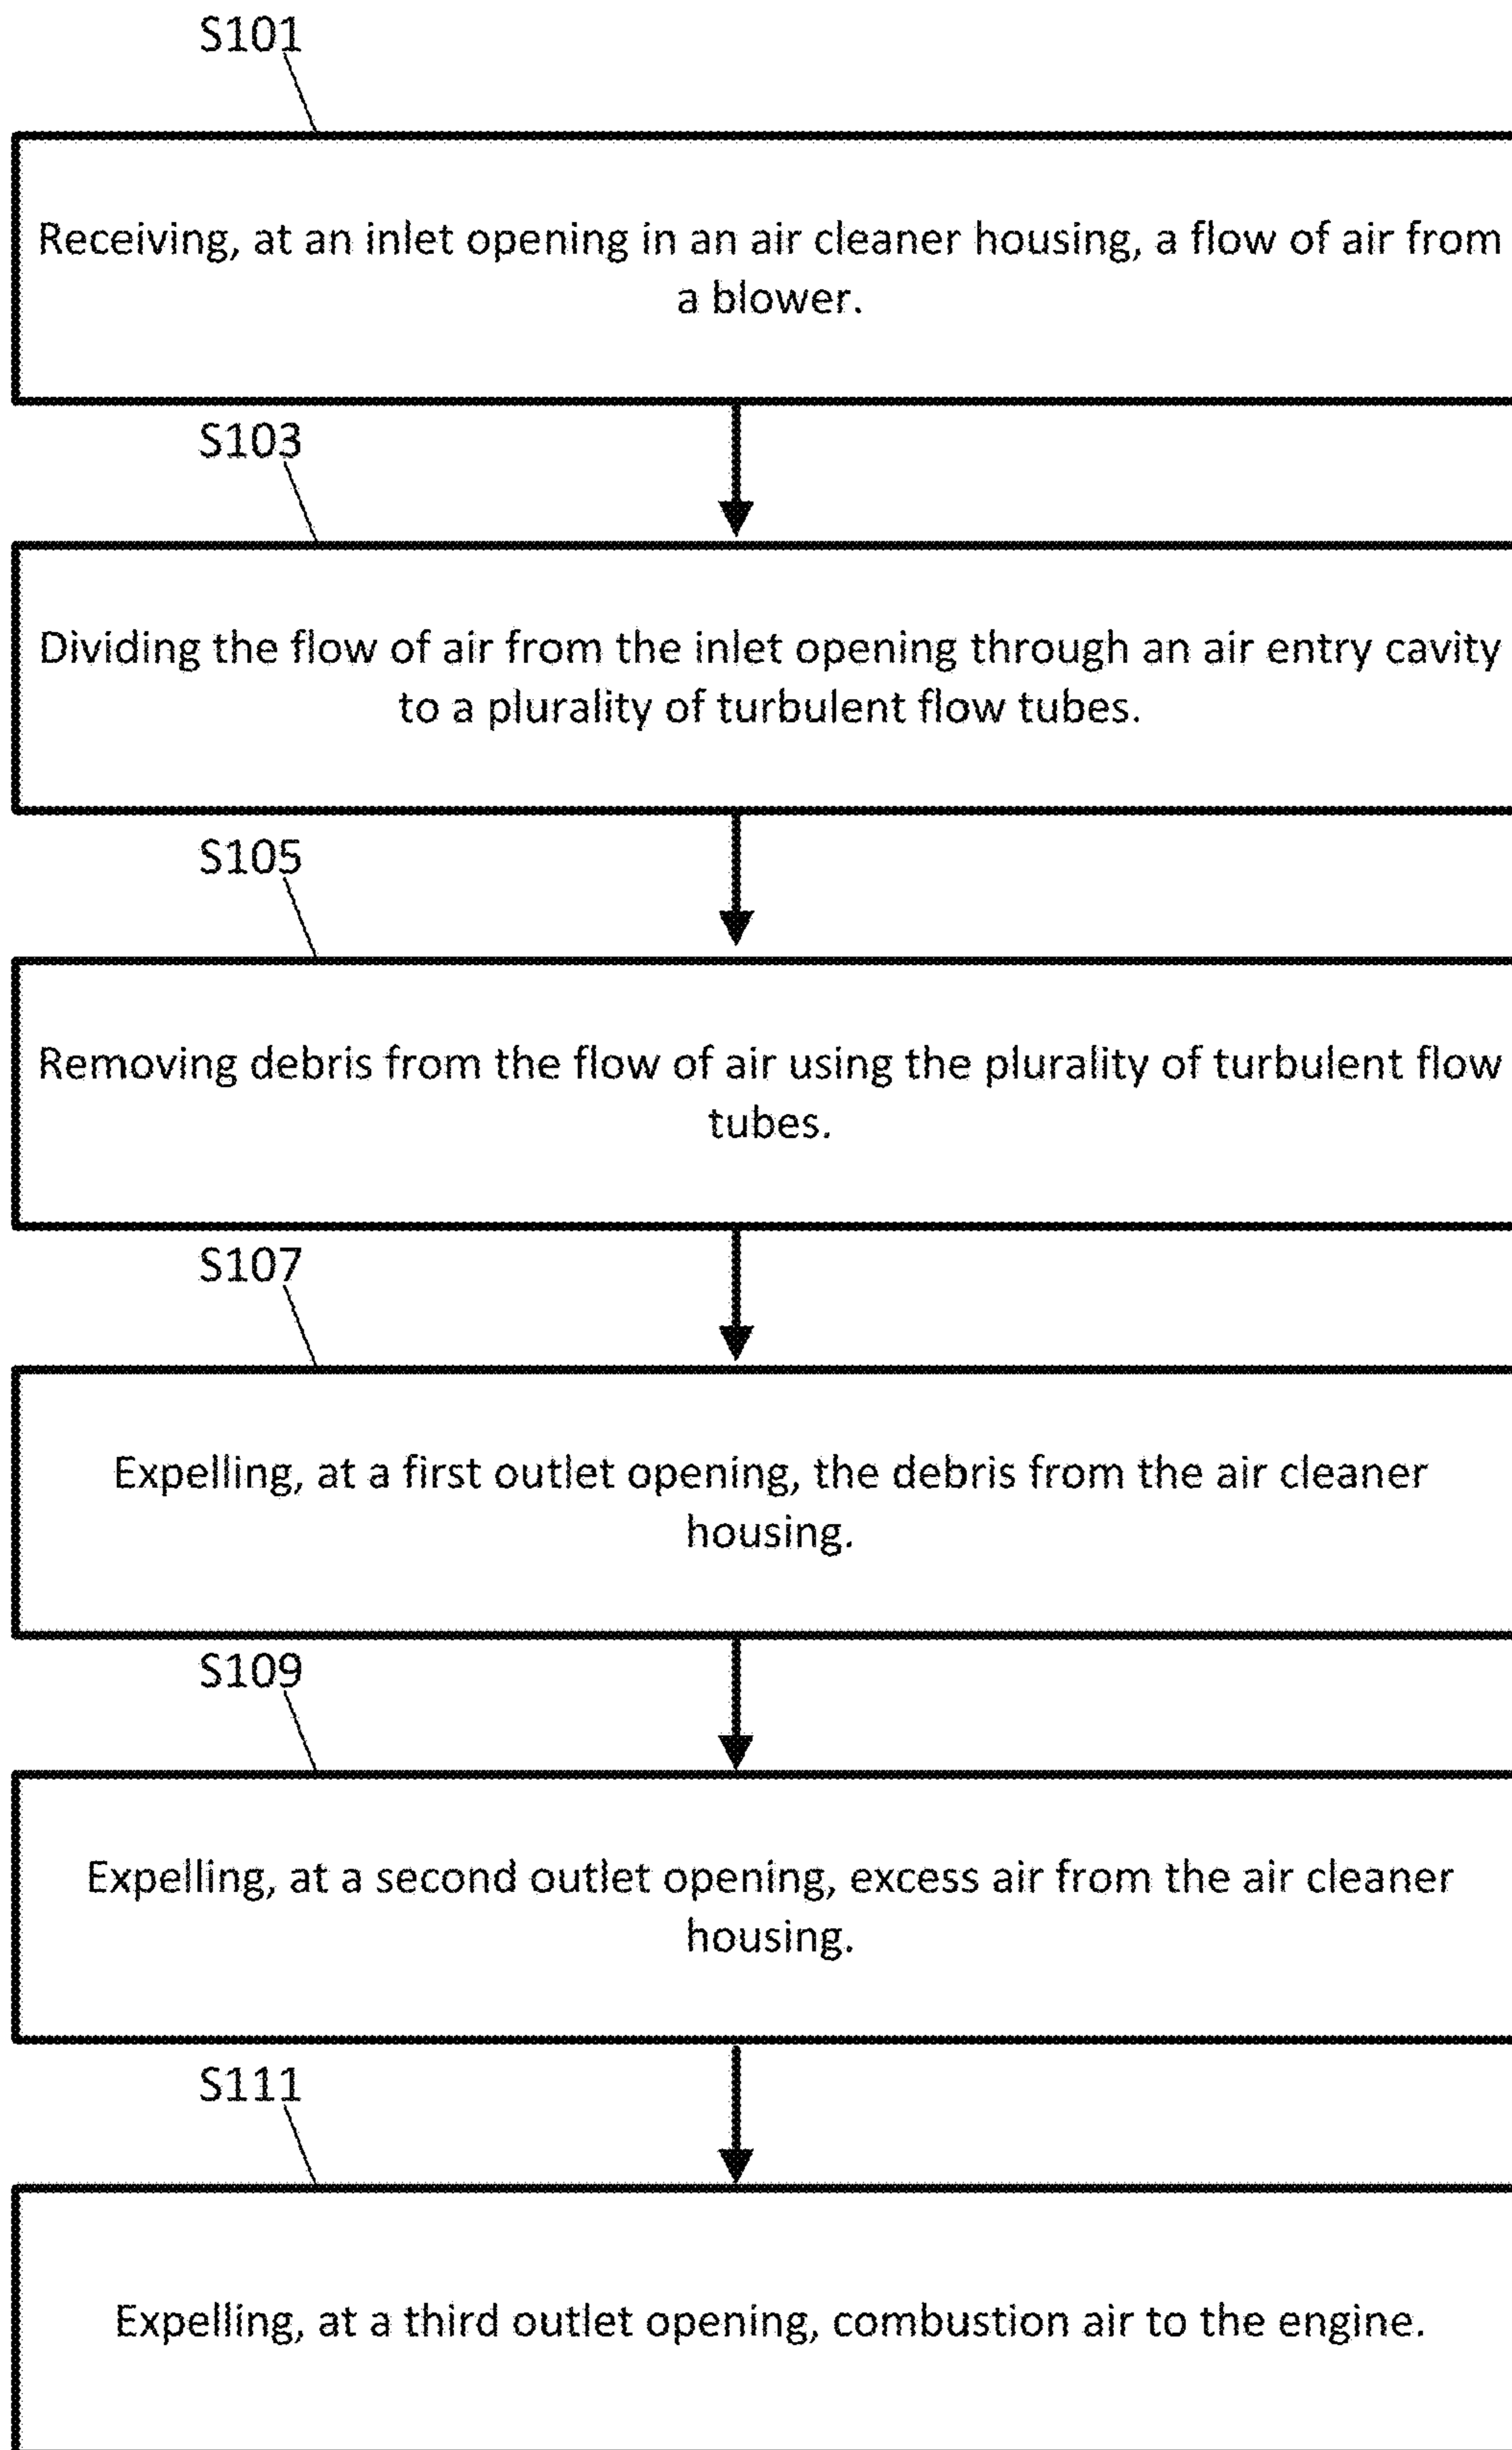 S101
Receiving, at an inlet opening in an air cleaner housing, a flow of air from
a blower.
S103
Dividing the flow of air from the inlet opening through an air entry cavity
to a plurality of turbulent flow tubes.
S105
Removing debris from the flow of air using the plurality of turbulent flow
tubes.
S107
Expelling, at a first outlet opening, the debris from the air cleaner
housing.
S109
Expelling, at a second outlet opening, excess air from the air cleaner
housing.
S111
Expelling, at a third outlet opening, combustion air to the engine.